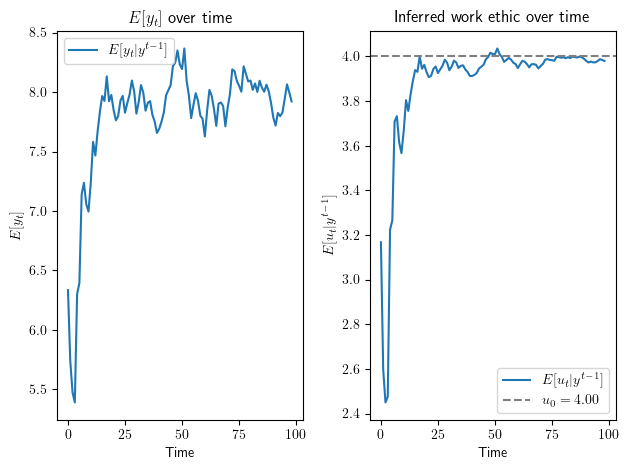 E[y_t] over time
E[y_t|y^{t-1}]
8.5
8.0
7.5
7.0
6.5
6.0
5.5
E[y_t]
0
25
50
75
100
Time
Inferred work ethic over time
4.0
3.8
3.6
3.4
3.2
3.0
2.8
2.6
2.4
E[u_t|y^{t-1}]
E[u_t|y^{t-1}]
u_0 = 4.00
0
25
50
75
100
Time